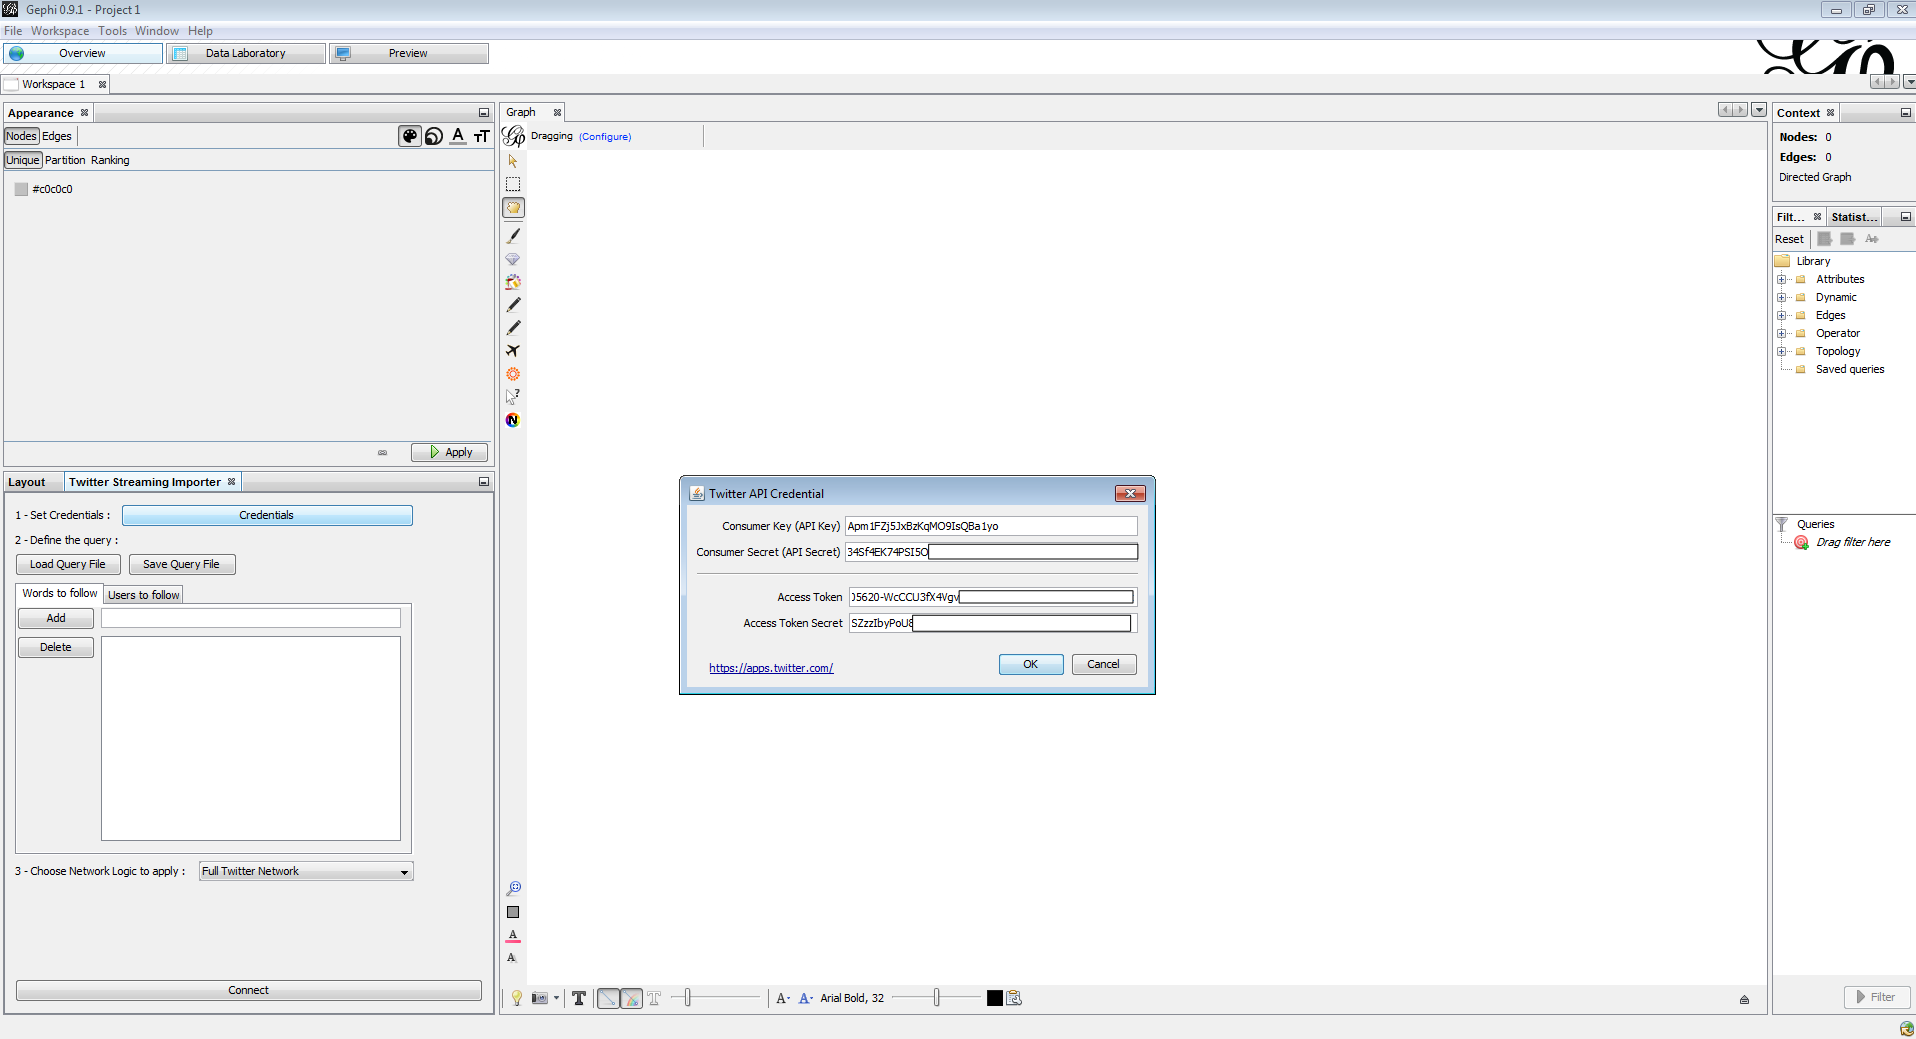 Gephi 0.9.1 - Project 1
File Workspace Tools Window Help
Overview Data Laboratory Preview
Workspace 1
Appearance
Nodes Edges
Unique Partition Ranking
#c0c0c0
Apply
Layout Twitter Streaming Importer
1 - Set Credentials : Credentials
2 - Define the query :
Load Query File Save Query File
Words to follow Users to follow
Add
Delete
3 - Choose Network Logic to apply : Full Twitter Network
Connect
Graph
Dragging (Configure)
Twitter API Credential
Consumer Key (API Key) Apm1FZj5JxBzKqMO9IsQBa1yo
Consumer Secret (API Secret) 34Sf4EK74PSI5O
Access Token J5620-WcCCU3fX4Vgv
Access Token Secret SZzzIbyPoU8
https://apps.twitter.com/
OK Cancel
Arial Bold, 32
Context
Nodes: 0
Edges: 0
Directed Graph
Filt... Statist...
Reset
Library
Attributes
Dynamic
Edges
Operator
Topology
Saved queries
Queries
Drag filter here
Filter